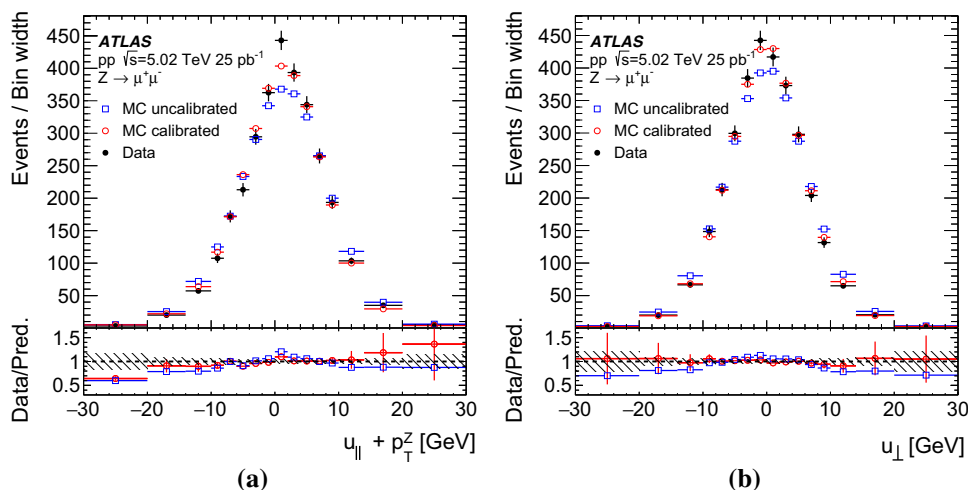 ATLAS
pp √s=5.02 TeV 25 pb⁻¹
Z → μ⁺μ⁻
MC uncalibrated
MC calibrated
Data
Events / Bin width
450
400
350
300
250
200
150
100
50
Data/Pred.
1.5
1
0.5
−30 −20 −10 0 10 20 30
u∥ + p_T^Z [GeV]
(a)
ATLAS
pp √s=5.02 TeV 25 pb⁻¹
Z → μ⁺μ⁻
MC uncalibrated
MC calibrated
Data
Events / Bin width
450
400
350
300
250
200
150
100
50
Data/Pred.
1.5
1
0.5
−30 −20 −10 0 10 20 30
u⊥ [GeV]
(b)